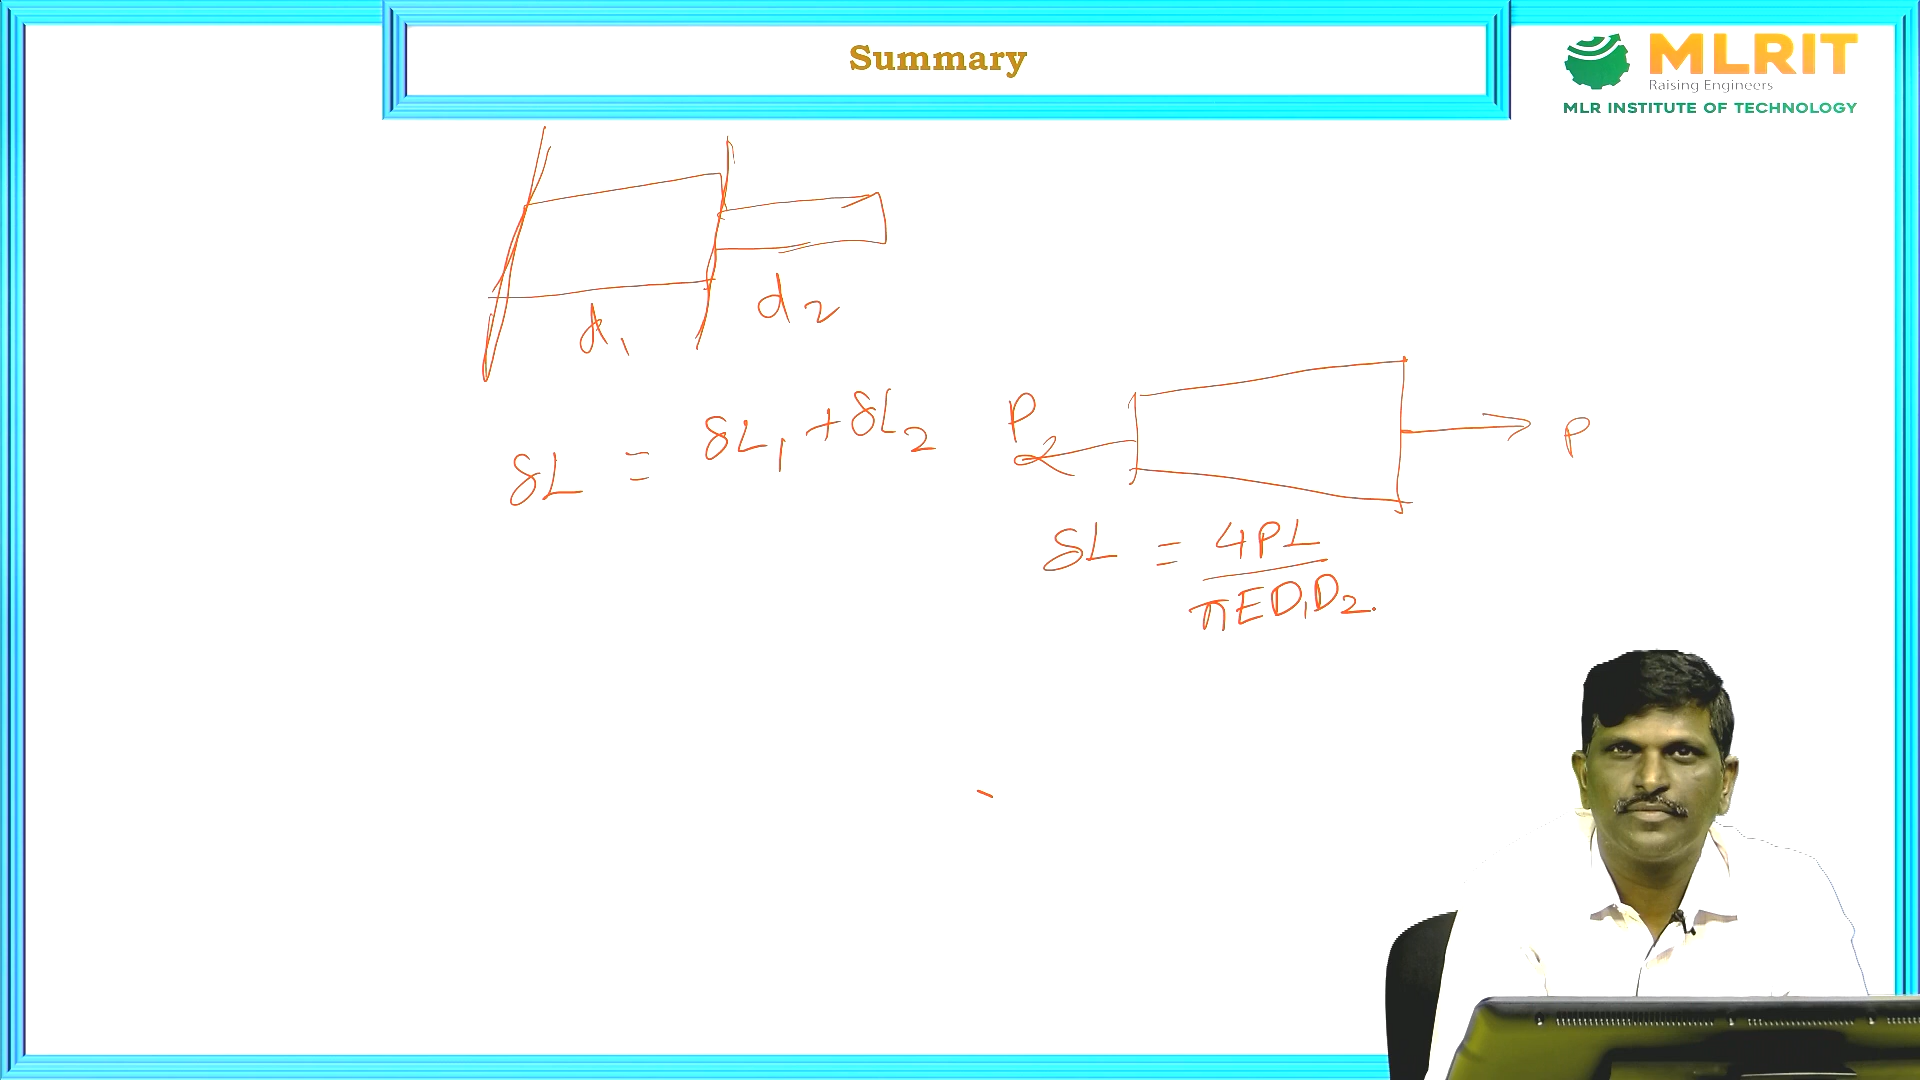 Summary
MLRIT
Raising Engineers
MLR INSTITUTE OF TECHNOLOGY
d₁
d₂
δL = δL₁ + δL₂
P
P
δL = 4PL / πED₁D₂.